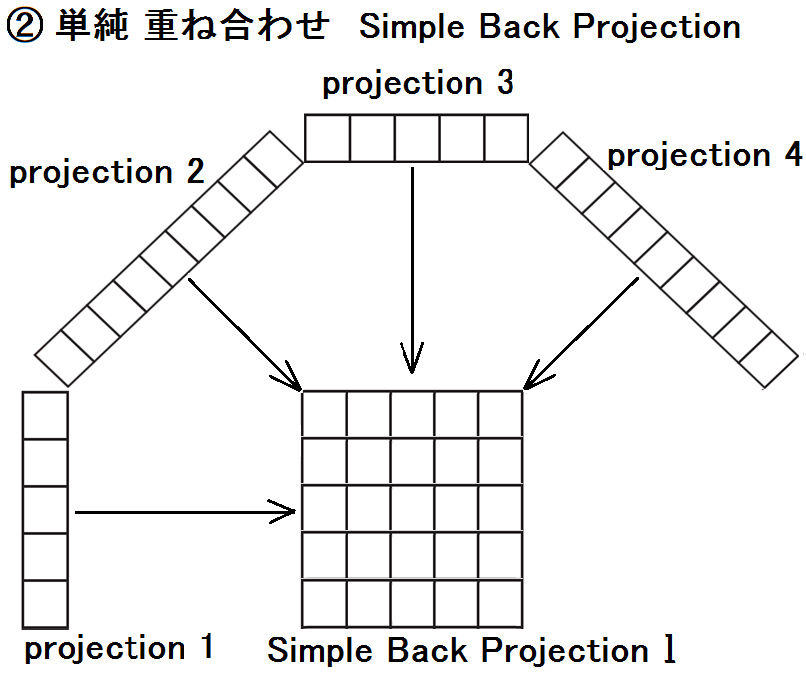 ② 単純 重ね合わせ Simple Back Projection
projection 3
projection 2
projection 4
projection 1
Simple Back Projection l